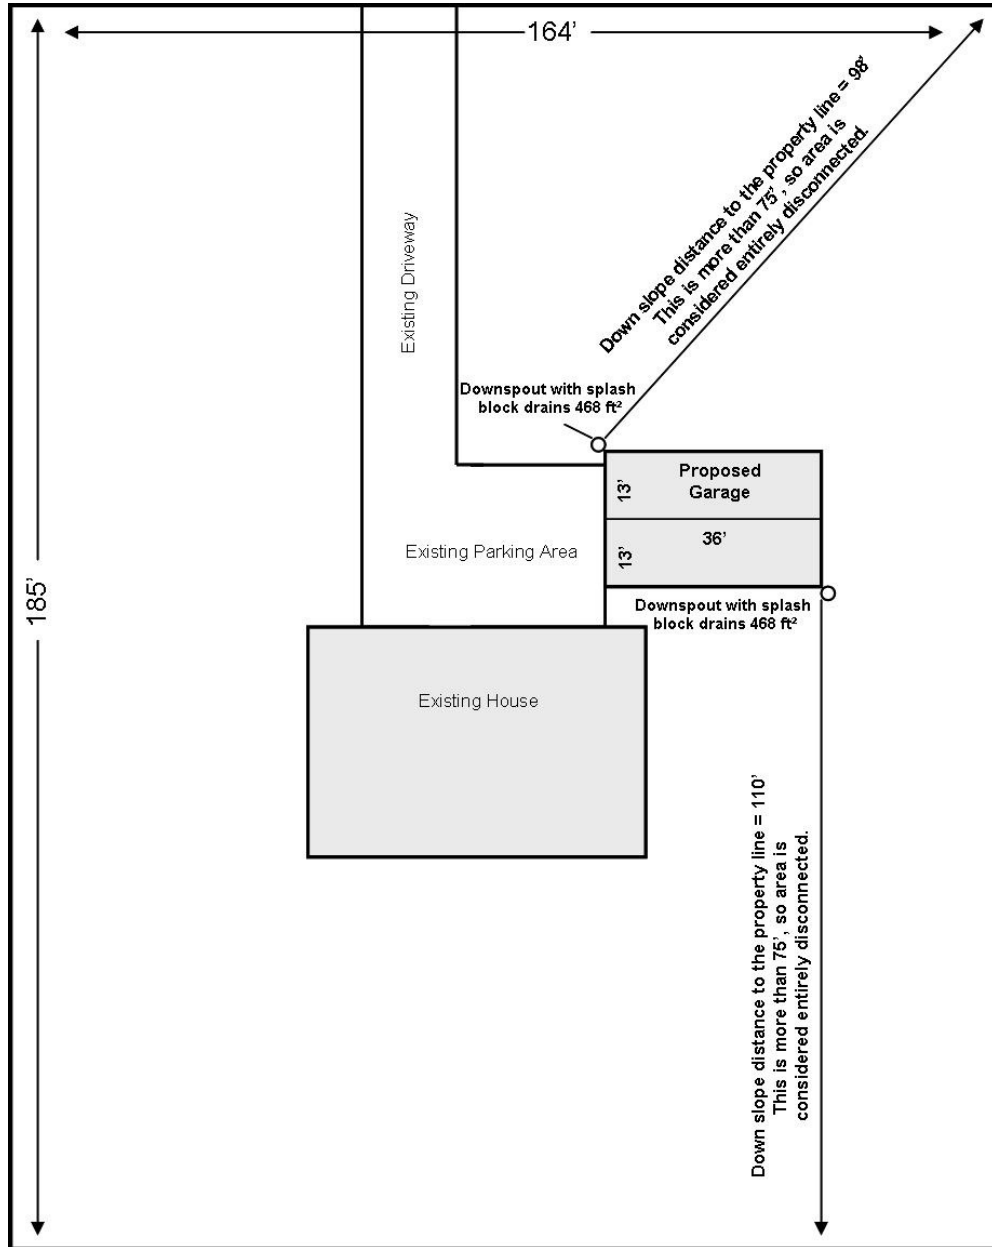 164’
185’
Down slope distance to the property line = 98’
This is more than 75’, so area is
considered entirely disconnected.
Existing Driveway
Downspout with splash
block drains 468 ft²
Proposed
Garage
13’
36’
13’
Existing Parking Area
Downspout with splash
block drains 468 ft²
Existing House
Down slope distance to the property line = 110’
This is more than 75’, so area is
considered entirely disconnected.